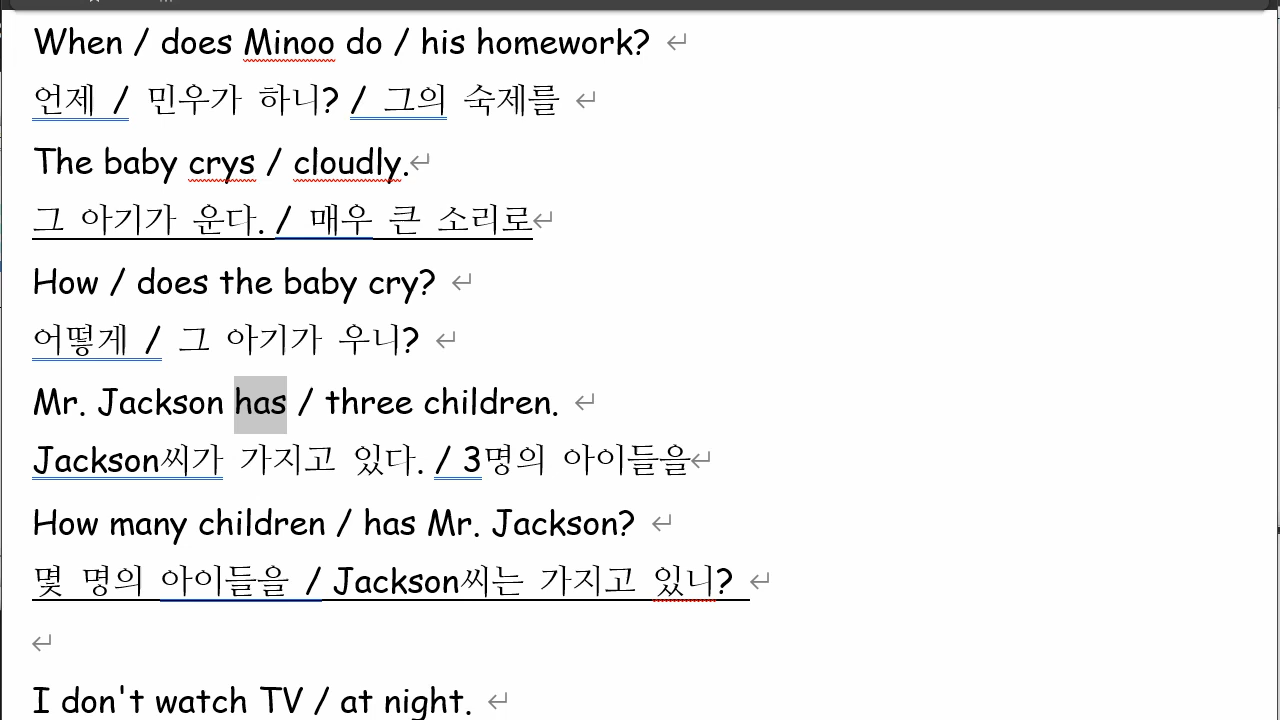 When / does Minoo do / his homework?
언제 / 민우가 하니? / 그의 숙제를
The baby crys / cloudly.
그 아기가 운다. / 매우 큰 소리로
How / does the baby cry?
어떻게 / 그 아기가 우니?
Mr. Jackson has / three children.
Jackson씨가 가지고 있다. / 3명의 아이들을
How many children / has Mr. Jackson?
몇 명의 아이들을 / Jackson씨는 가지고 있니?
I don't watch TV / at night.